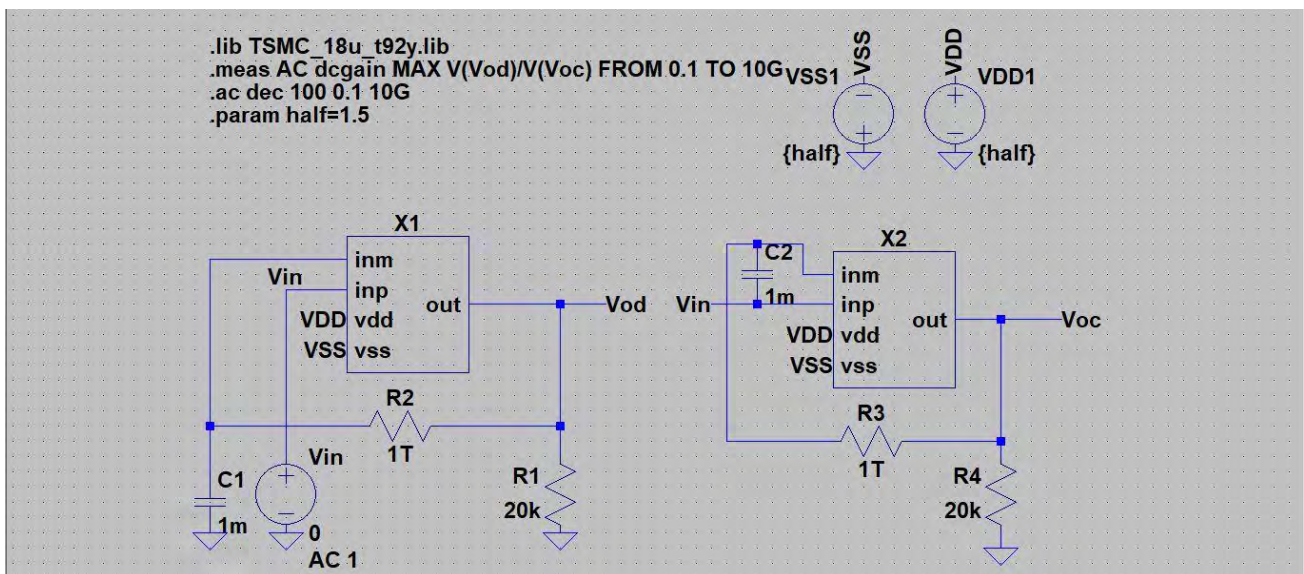 .lib TSMC_18u_t92y.lib
.meas AC dcgain MAX V(Vod)/V(Voc) FROM 0.1 TO 10G
.ac dec 100 0.1 10G
.param half=1.5
VSS
VDD
VSS1
VDD1
{half}
{half}
X1
inm
Vin
inp
out
Vod
VDD vdd
VSS vss
R2
1T
C1
1m
Vin
0
AC 1
R1
20k
X2
C2
1m
inm
Vin
inp
out
Voc
VDD vdd
VSS vss
R3
1T
R4
20k